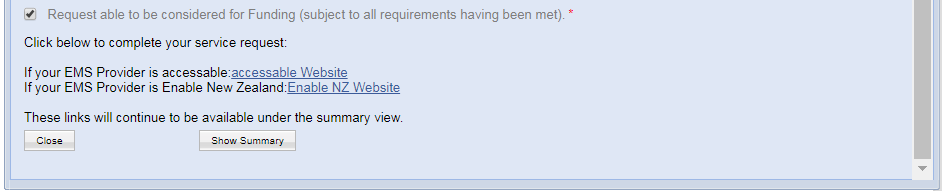 Request able to be considered for Funding (subject to all requirements having been met). *
Click below to complete your service request:
If your EMS Provider is accessable:accessable Website
If your EMS Provider is Enable New Zealand:Enable NZ Website
These links will continue to be available under the summary view.
Close Show Summary